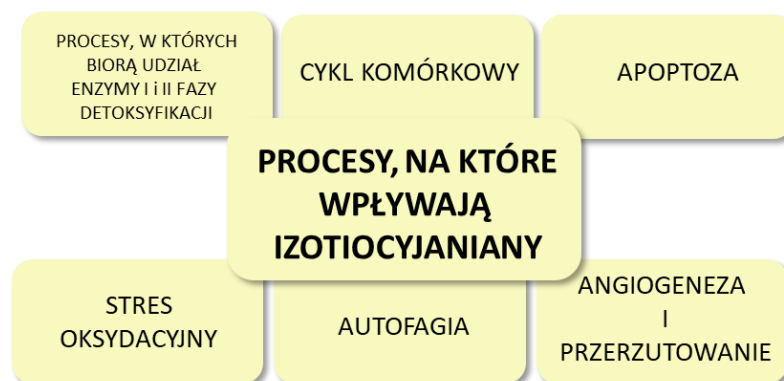 PROCESY, W KTÓRYCH
BIORĄ UDZIAŁ
ENZYMY I i II FAZY
DETOKSYFIKACJI
CYKL KOMÓRKOWY
APOPTOZA
PROCESY, NA KTÓRE
WPŁYWAJĄ
IZOTIOCYJANIANY
STRES
OKSYDACYJNY
AUTOFAGIA
ANGIOGENEZA
I
PRZERZUTOWANIE